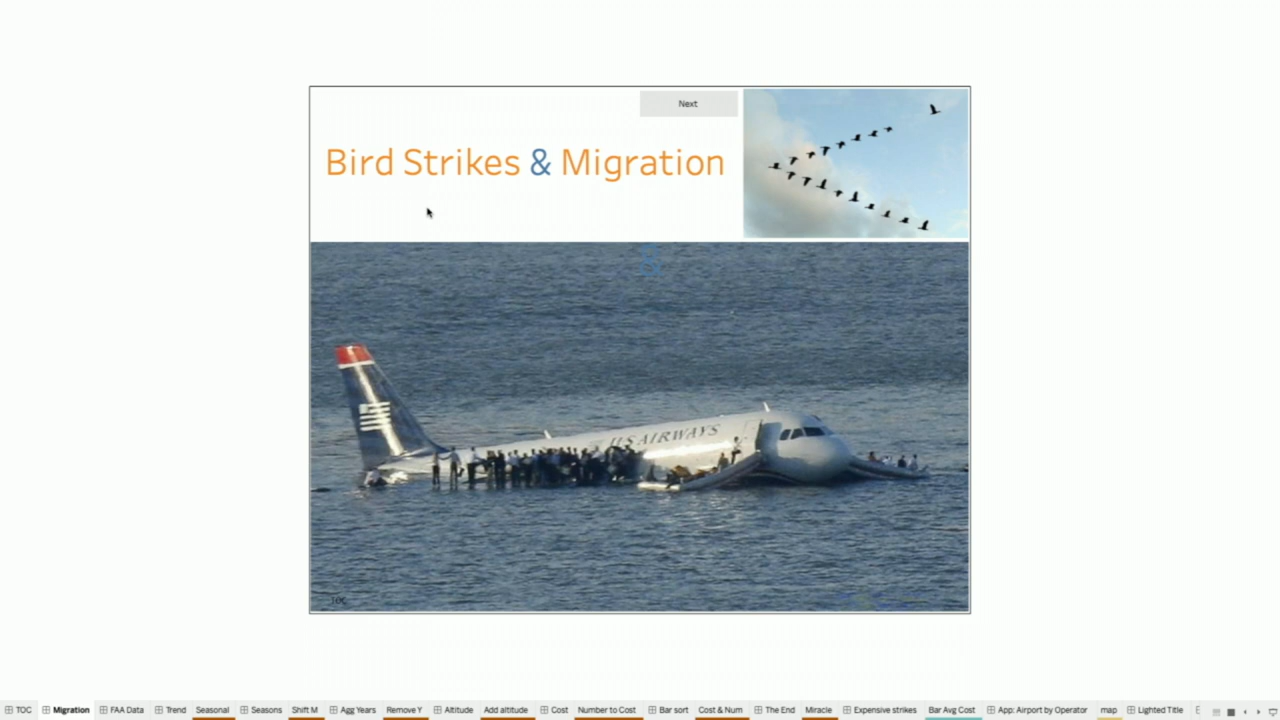 Next
Bird Strikes & Migration
&
U.S AIRWAYS
TOC
TOC
Migration
FAA Data
Trend
Seasonal
Seasons
Shift M
Agg Years
Remove Y
Altitude
Add altitude
Cost
Number to Cost
Bar sort
Cost & Num
The End
Miracle
Expensive strikes
Bar Avg Cost
App: Airport by Operator
map
Lighted Title